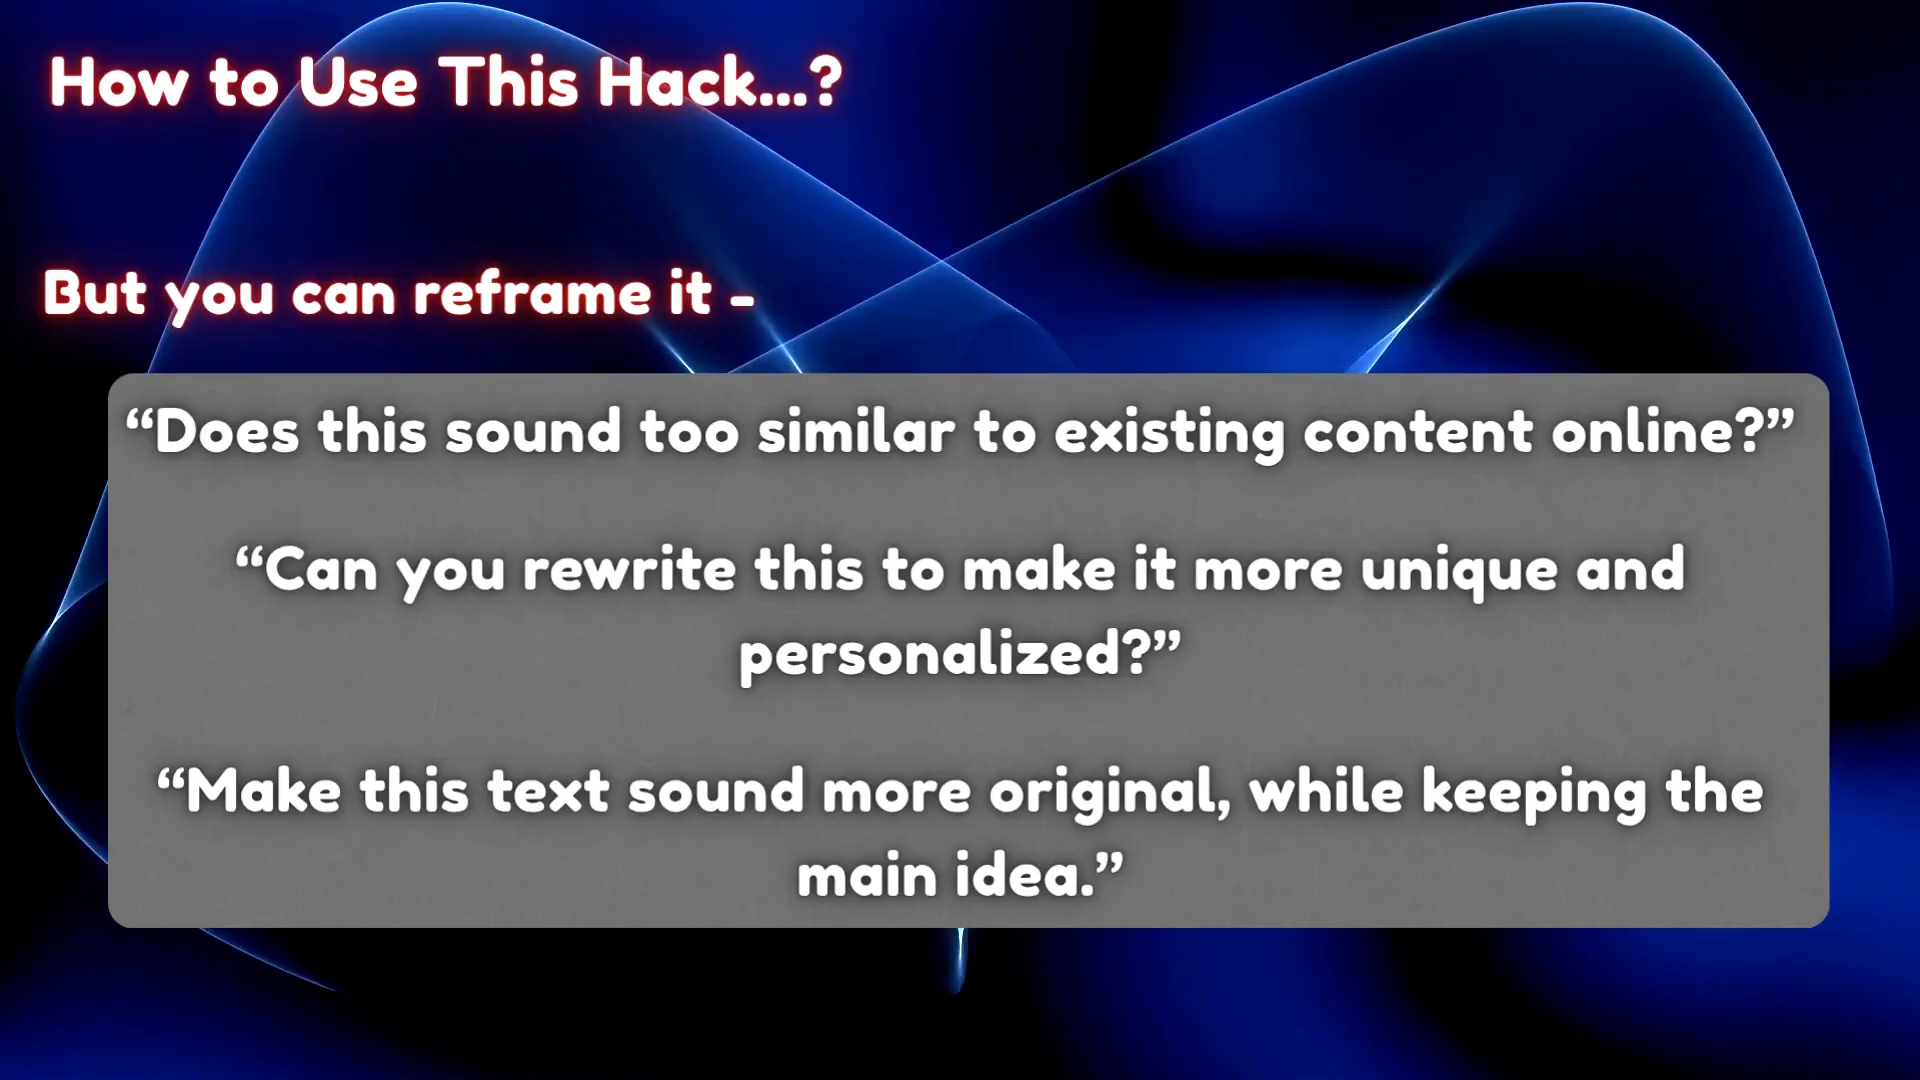 How to Use This Hack...?
But you can reframe it -
“Does this sound too similar to existing content online?”
“Can you rewrite this to make it more unique and
personalized?”
“Make this text sound more original, while keeping the
main idea.”